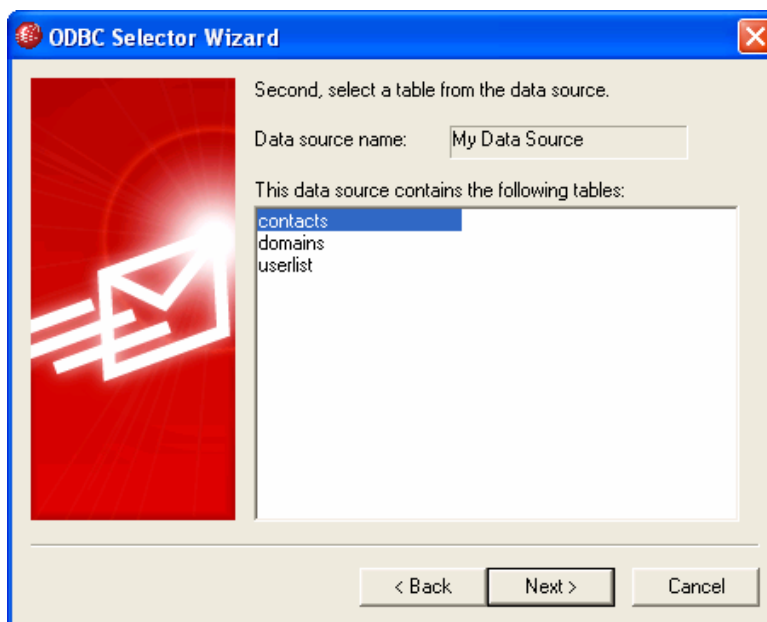 ODBC Selector Wizard
Second, select a table from the data source.
Data source name: My Data Source
This data source contains the following tables:
contacts
domains
userlist
< Back Next > Cancel